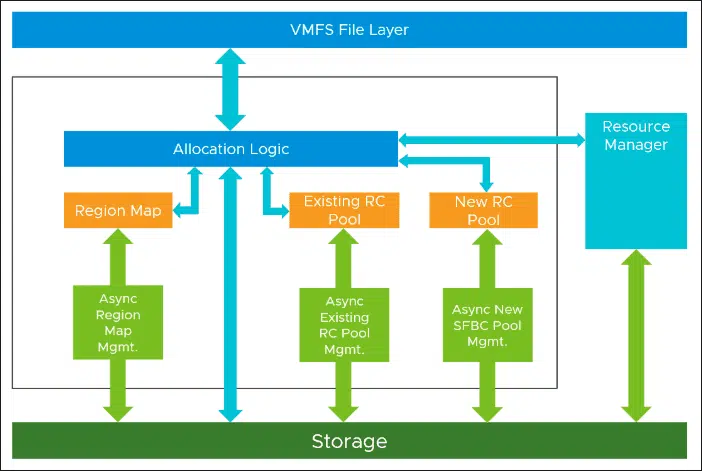 VMFS File Layer
Allocation Logic
Resource
Manager
Region Map
Existing RC
Pool
New RC
Pool
Async
Region
Map
Mgmt.
Async
Existing
RC Pool
Mgmt.
Async New
SFBC Pool
Mgmt.
Storage